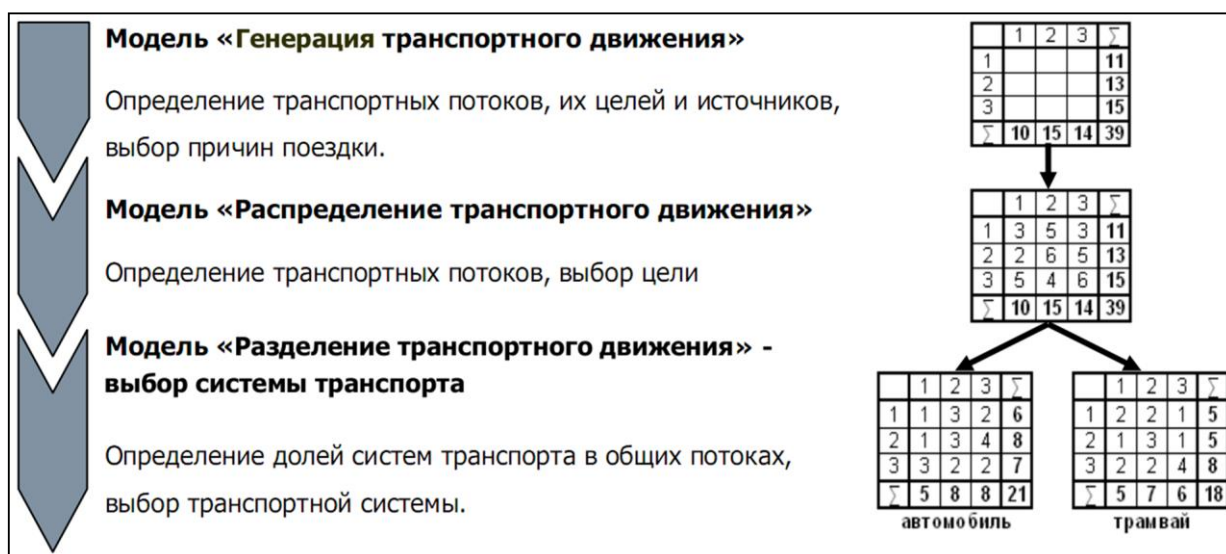 Модель «Генерация транспортного движения»
Определение транспортных потоков, их целей и источников,
выбор причин поездки.
1 2 3 ∑
1 11
2 13
3 15
∑ 10 15 14 39
Модель «Распределение транспортного движения»
Определение транспортных потоков, выбор цели
1 2 3 ∑
1 3 5 3 11
2 2 6 5 13
3 5 4 6 15
∑ 10 15 14 39
Модель «Разделение транспортного движения» -
выбор системы транспорта
Определение долей систем транспорта в общих потоках,
выбор транспортной системы.
1 2 3 ∑
1 1 3 2 6
2 1 3 4 8
3 3 2 2 7
∑ 5 8 8 21
автомобиль
1 2 3 ∑
1 2 2 1 5
2 1 3 1 5
3 2 2 4 8
∑ 5 7 6 18
трамвай